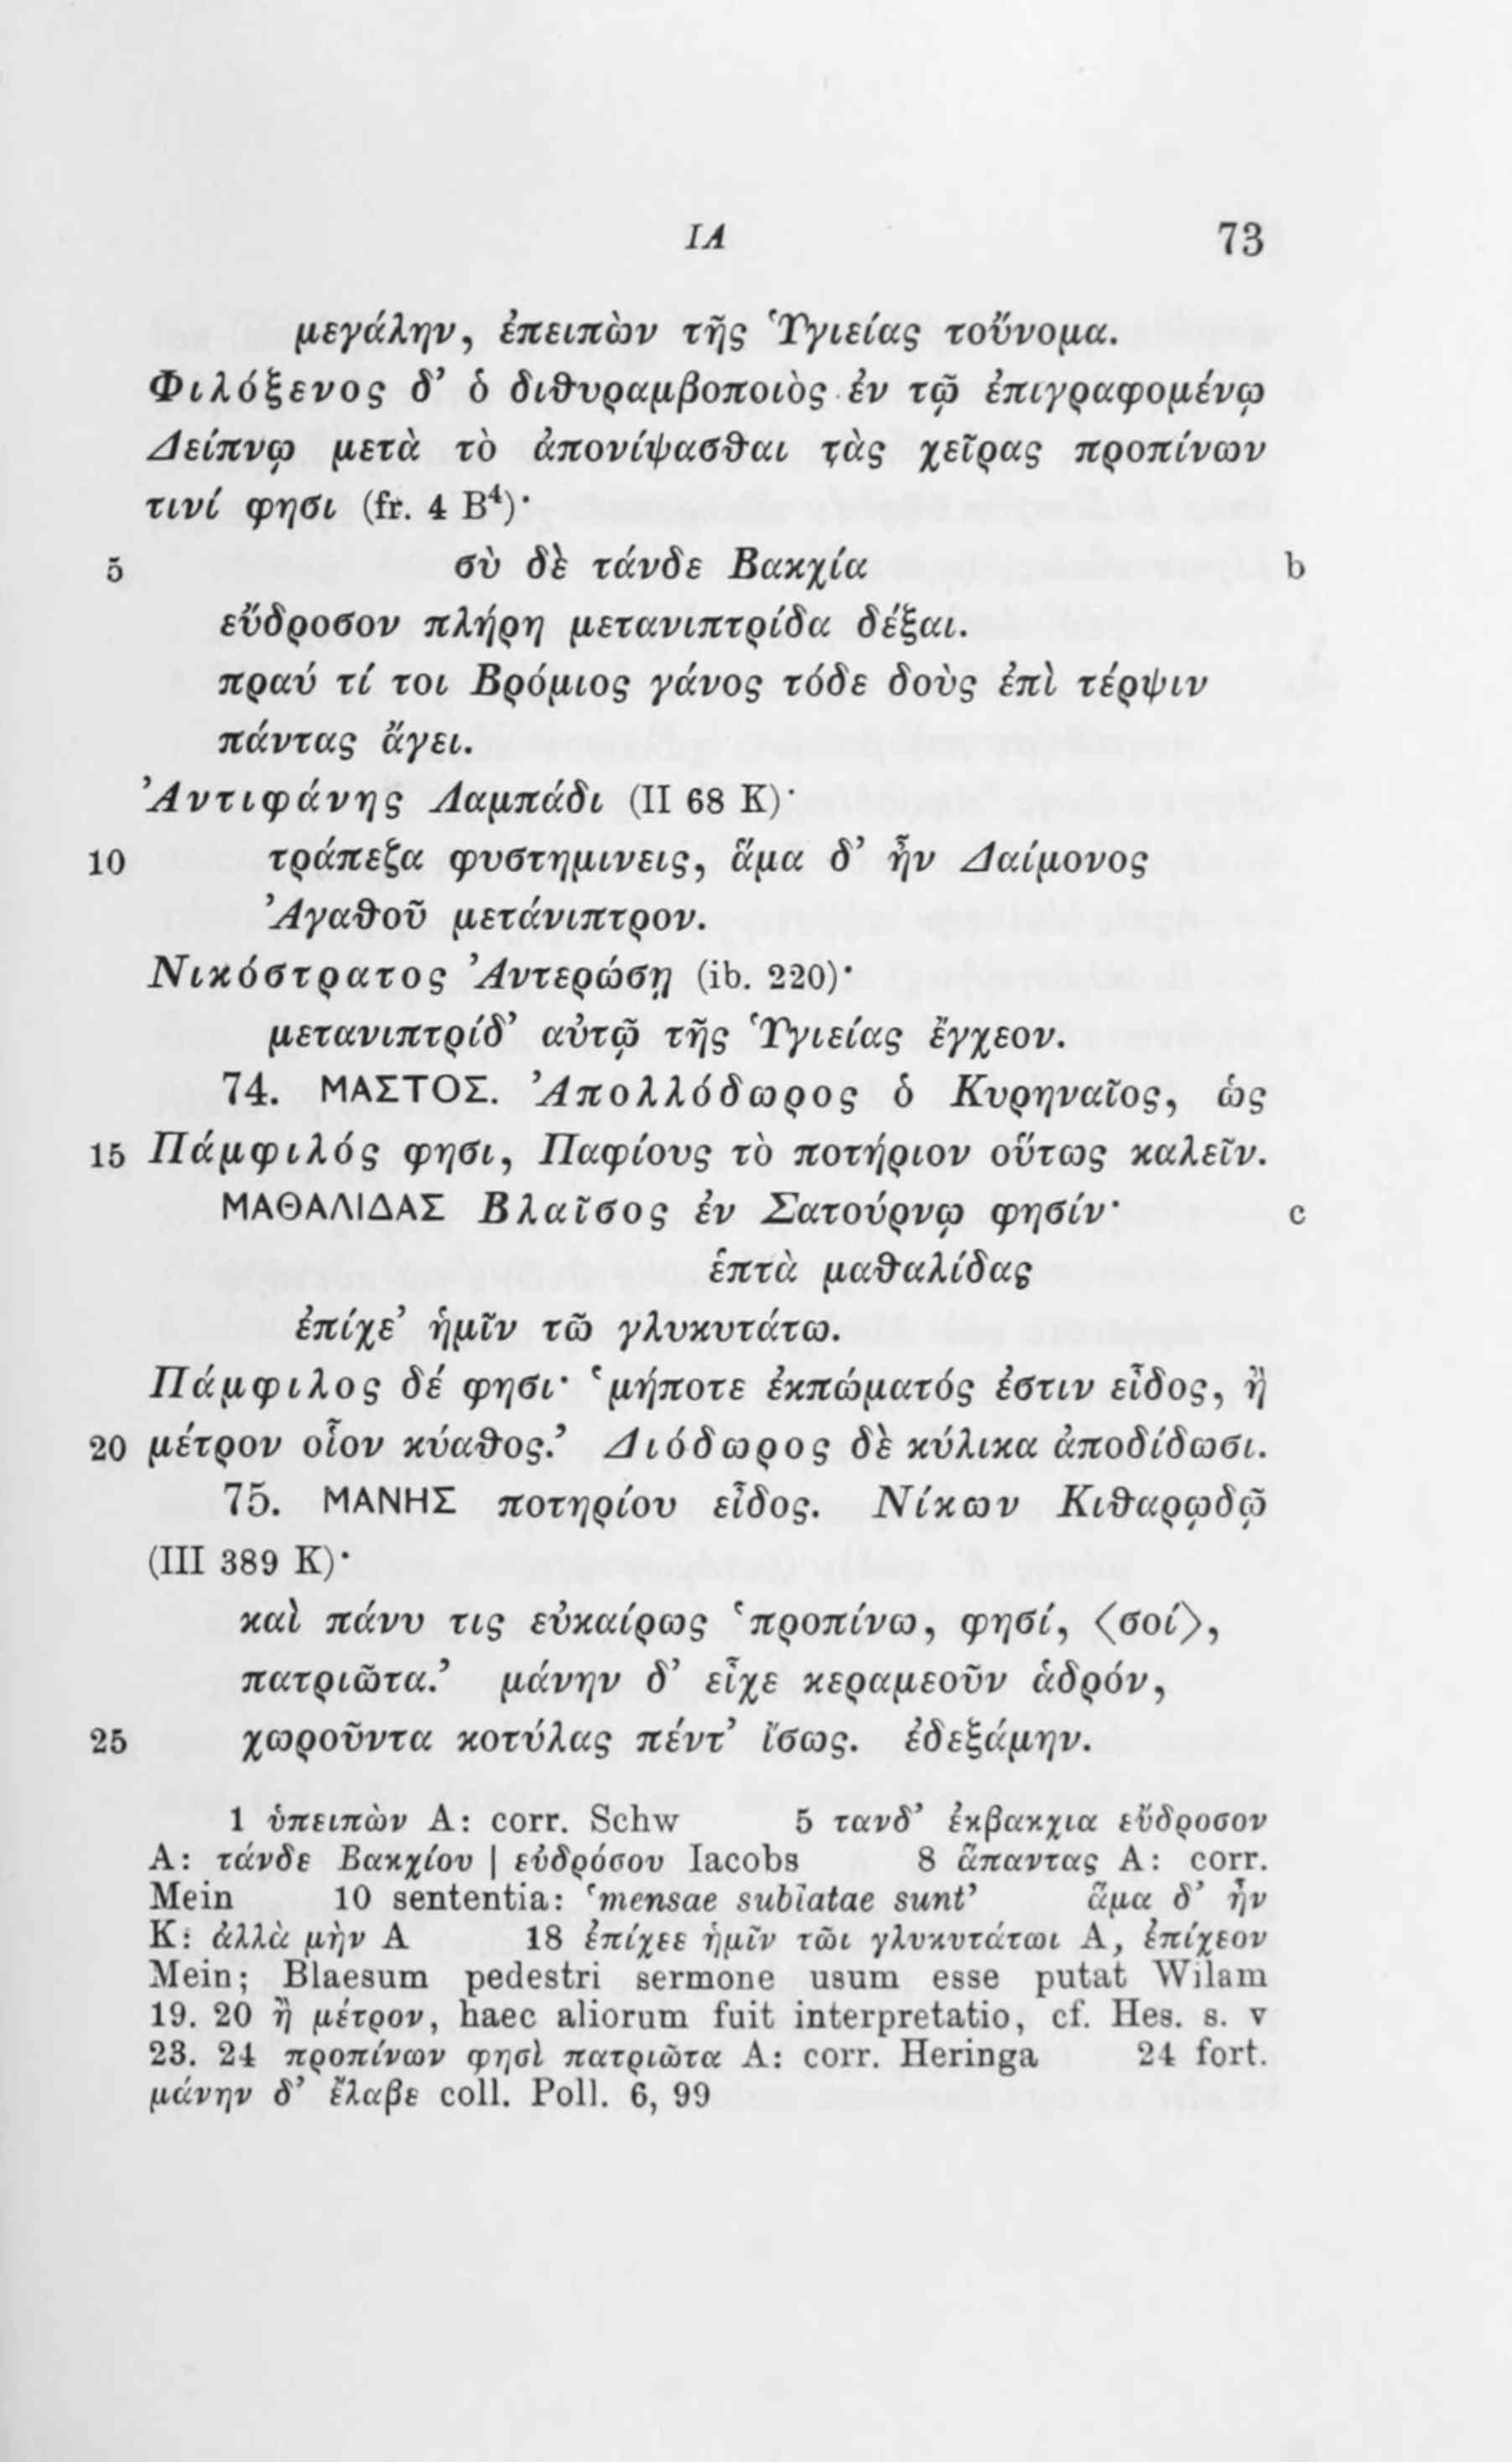 ΙΑ 73
μεγάλην, ἐπειπὼν τῆς Ὑγιείας τοὔνομα.
Φιλόξενος δ’ ὁ διθυραμβοποιὸς ἐν τῷ ἐπιγραφομένῳ
Δείπνῳ μετὰ τὸ ἀπονίψασθαι τὰς χεῖρας προπίνων
τινί φησι (fr. 4 B⁴)·
5 σὺ δὲ τάνδε Βακχία b
εὔδροσον πλήρη μετανιπτρίδα δέξαι.
πραύ τί τοι Βρόμιος γάνος τόδε δοὺς ἐπὶ τέρψιν
πάντας ἄγει.
Ἀντιφάνης Λαμπάδι (II 68 K)·
10 τράπεζα φυστημινεις, ἅμα δ’ ἦν Δαίμονος
Ἀγαθοῦ μετάνιπτρον.
Νικόστρατος Ἀντερώσῃ (ib. 220)·
μετανιπτρίδ’ αὐτῷ τῆς Ὑγιείας ἔγχεον.
74. ΜΑΣΤΟΣ. Ἀπολλόδωρος ὁ Κυρηναῖος, ὡς
15 Πάμφιλός φησι, Παφίους τὸ ποτήριον οὕτως καλεῖν.
ΜΑΘΑΛΙΔΑΣ Βλαῖσος ἐν Σατούρνῳ φησίν· c
ἑπτὰ μαθαλίδας
ἐπίχε’ ἡμῖν τῶ γλυκυτάτω.
Πάμφιλος δέ φησι· ‘μήποτε ἐκπώματός ἐστιν εἶδος, ἢ
20 μέτρον οἷον κύαθος.’ Διόδωρος δὲ κύλικα ἀποδίδωσι.
75. ΜΑΝΗΣ ποτηρίου εἶδος. Νίκων Κιθαρῳδῷ
(III 389 K)·
καὶ πάνυ τις εὐκαίρως ‘προπίνω, φησί, ⟨σοί⟩,
πατριῶτα.’ μάνην δ’ εἶχε κεραμεοῦν ἁδρόν,
25 χωροῦντα κοτύλας πέντ’ ἴσως. ἐδεξάμην.
1 ὑπειπὼν A: corr. Schw 5 τανδ’ ἐκβακχια εὔδροσον
A: τάνδε Βακχίου | εὐδρόσου Iacobs 8 ἅπαντας A: corr.
Mein 10 sententia: ‘mensae sublatae sunt’ ἅμα δ’ ἦν
K: ἀλλὰ μὴν A 18 ἐπίχεε ἡμῖν τῶι γλυκυτάτωι A, ἐπίχεον
Mein; Blaesum pedestri sermone usum esse putat Wilam
19. 20 ἢ μέτρον, haec aliorum fuit interpretatio, cf. Hes. s. v
23. 24 προπίνων φησὶ πατριῶτα A: corr. Heringa 24 fort.
μάνην δ’ ἔλαβε coll. Poll. 6, 99